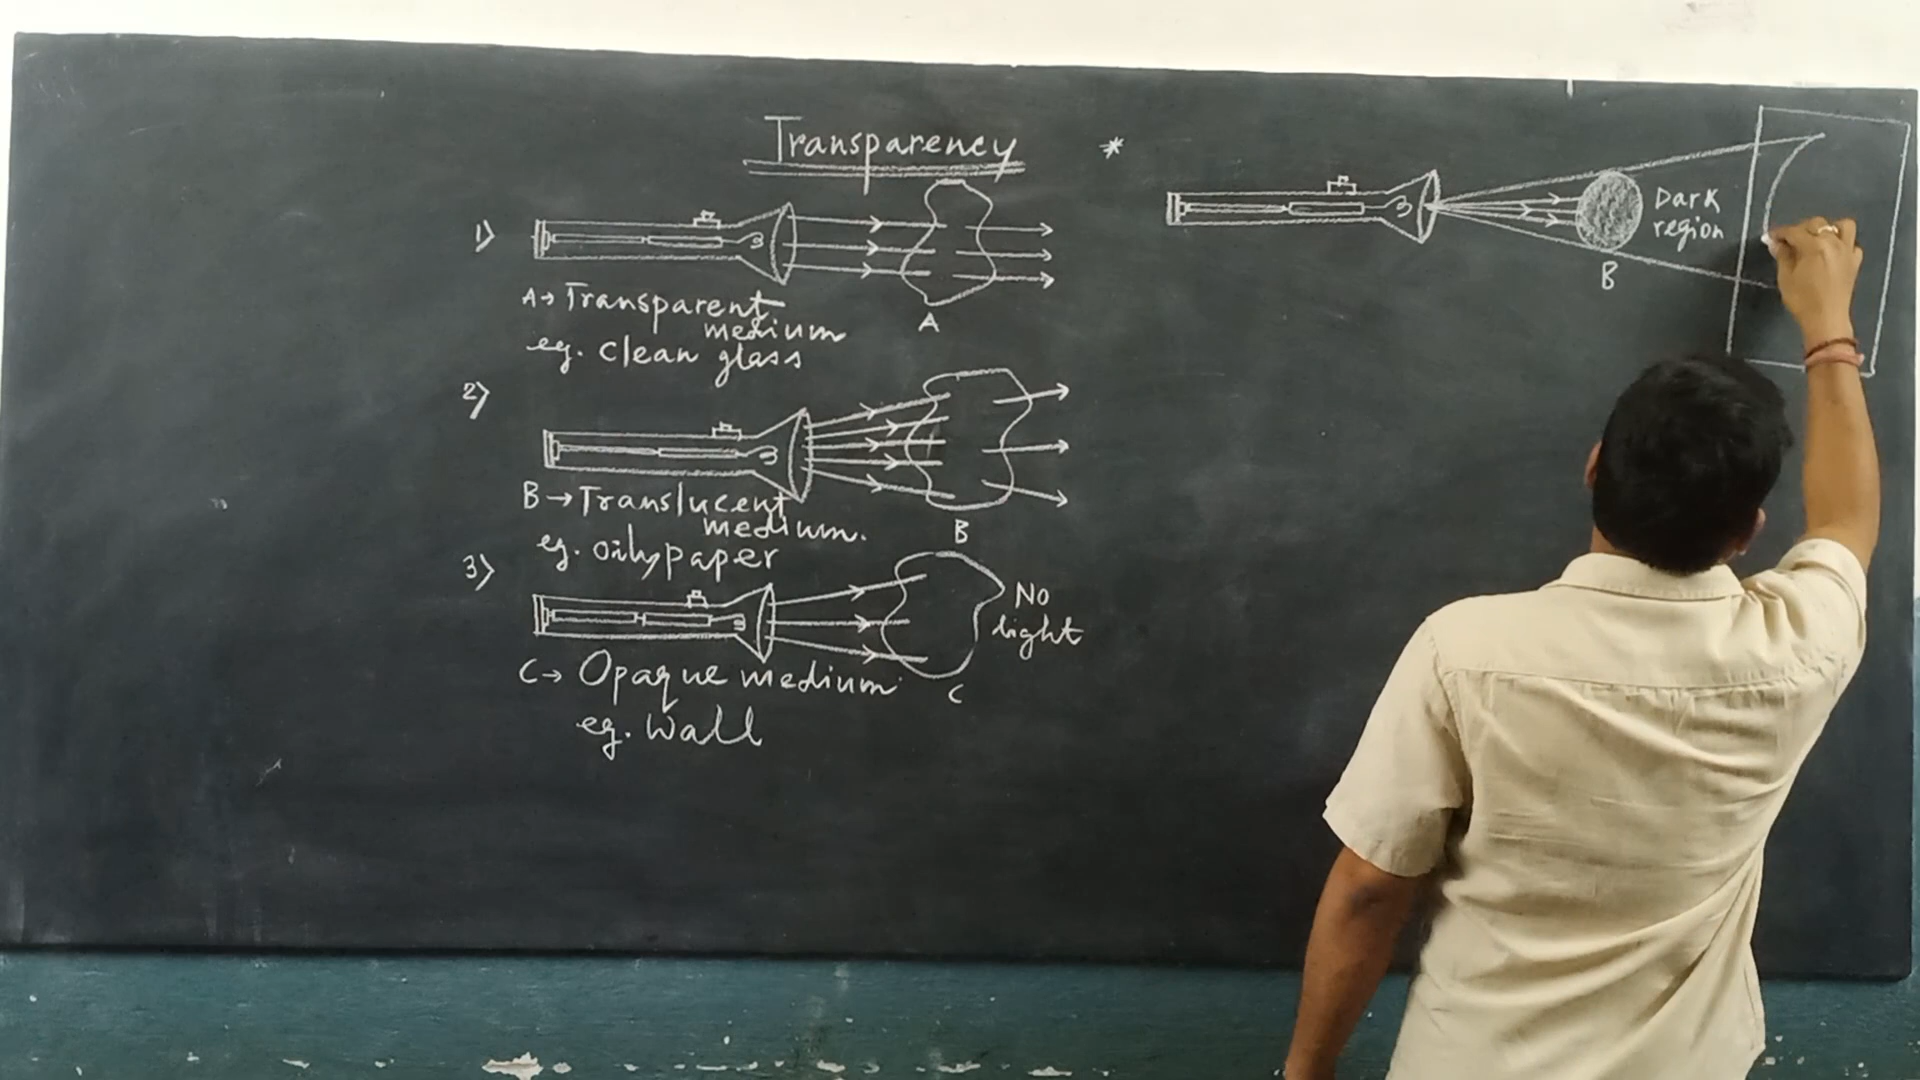 Transparency
*
1)
A → Transparent
medium
eg. Clean glass
A
2)
B → Translucent
medium.
eg. oily paper
B
3)
No
light
C → Opaque medium
eg. Wall
C
Dark
region
B